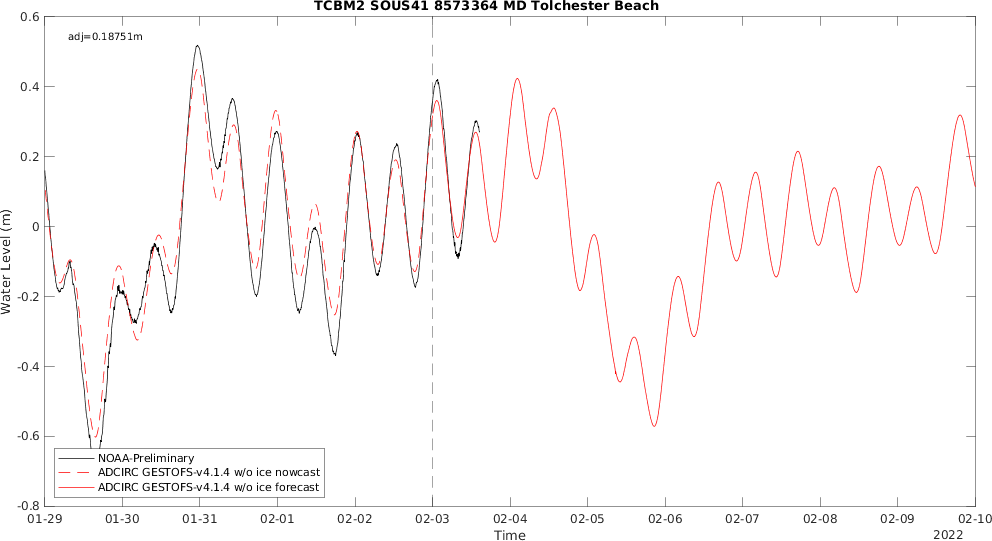 TCBM2 SOUS41 8573364 MD Tolchester Beach
adj=0.18751m
0.6
0.4
0.2
0
-0.2
-0.4
-0.6
-0.8
Water Level (m)
NOAA-Preliminary
ADCIRC GESTOFS-v4.1.4 w/o ice nowcast
ADCIRC GESTOFS-v4.1.4 w/o ice forecast
01-29 01-30 01-31 02-01 02-02 02-03 02-04 02-05 02-06 02-07 02-08 02-09 02-10
Time
2022